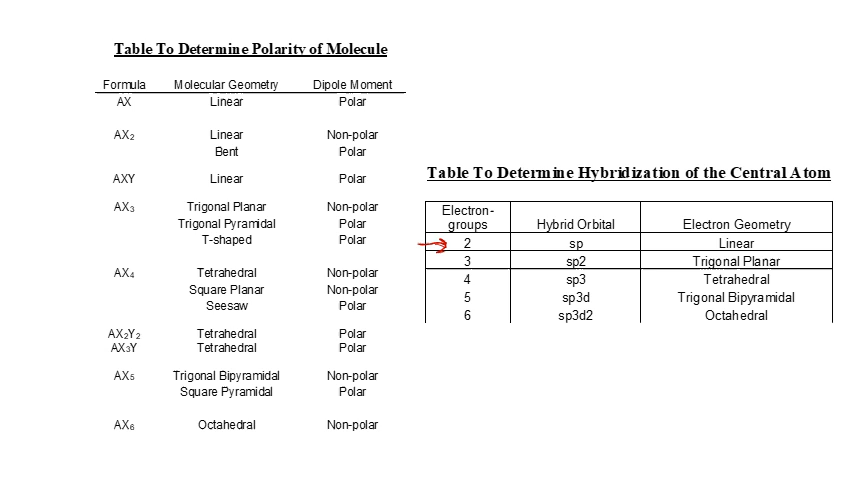 Table To Determine Polarity of Molecule
Formula Molecular Geometry Dipole Moment
AX Linear Polar
AX2 Linear Non-polar
Bent Polar
AXY Linear Polar
AX3 Trigonal Planar Non-polar
Trigonal Pyramidal Polar
T-shaped Polar
AX4 Tetrahedral Non-polar
Square Planar Non-polar
Seesaw Polar
AX2Y2 Tetrahedral Polar
AX3Y Tetrahedral Polar
AX5 Trigonal Bipyramidal Non-polar
Square Pyramidal Polar
AX6 Octahedral Non-polar
Table To Determine Hybridization of the Central Atom
Electron-
groups Hybrid Orbital Electron Geometry
2 sp Linear
3 sp2 Trigonal Planar
4 sp3 Tetrahedral
5 sp3d Trigonal Bipyramidal
6 sp3d2 Octahedral